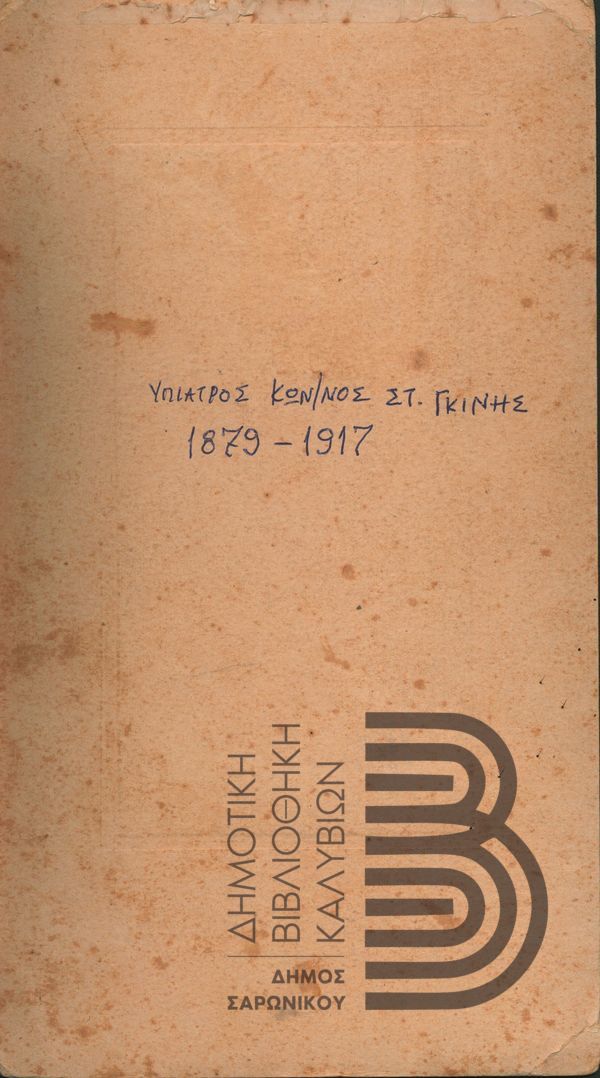 ΥΠΙΑΤΡΟΣ ΚΩΝ/ΝΟΣ ΣΤ. ΓΚΙΝΗΣ
1879 - 1917
ΔΗΜΟΤΙΚΗ
ΒΙΒΛΙΟΘΗΚΗ
ΚΑΛΥΒΙΩΝ
ΔΗΜΟΣ
ΣΑΡΩΝΙΚΟΥ